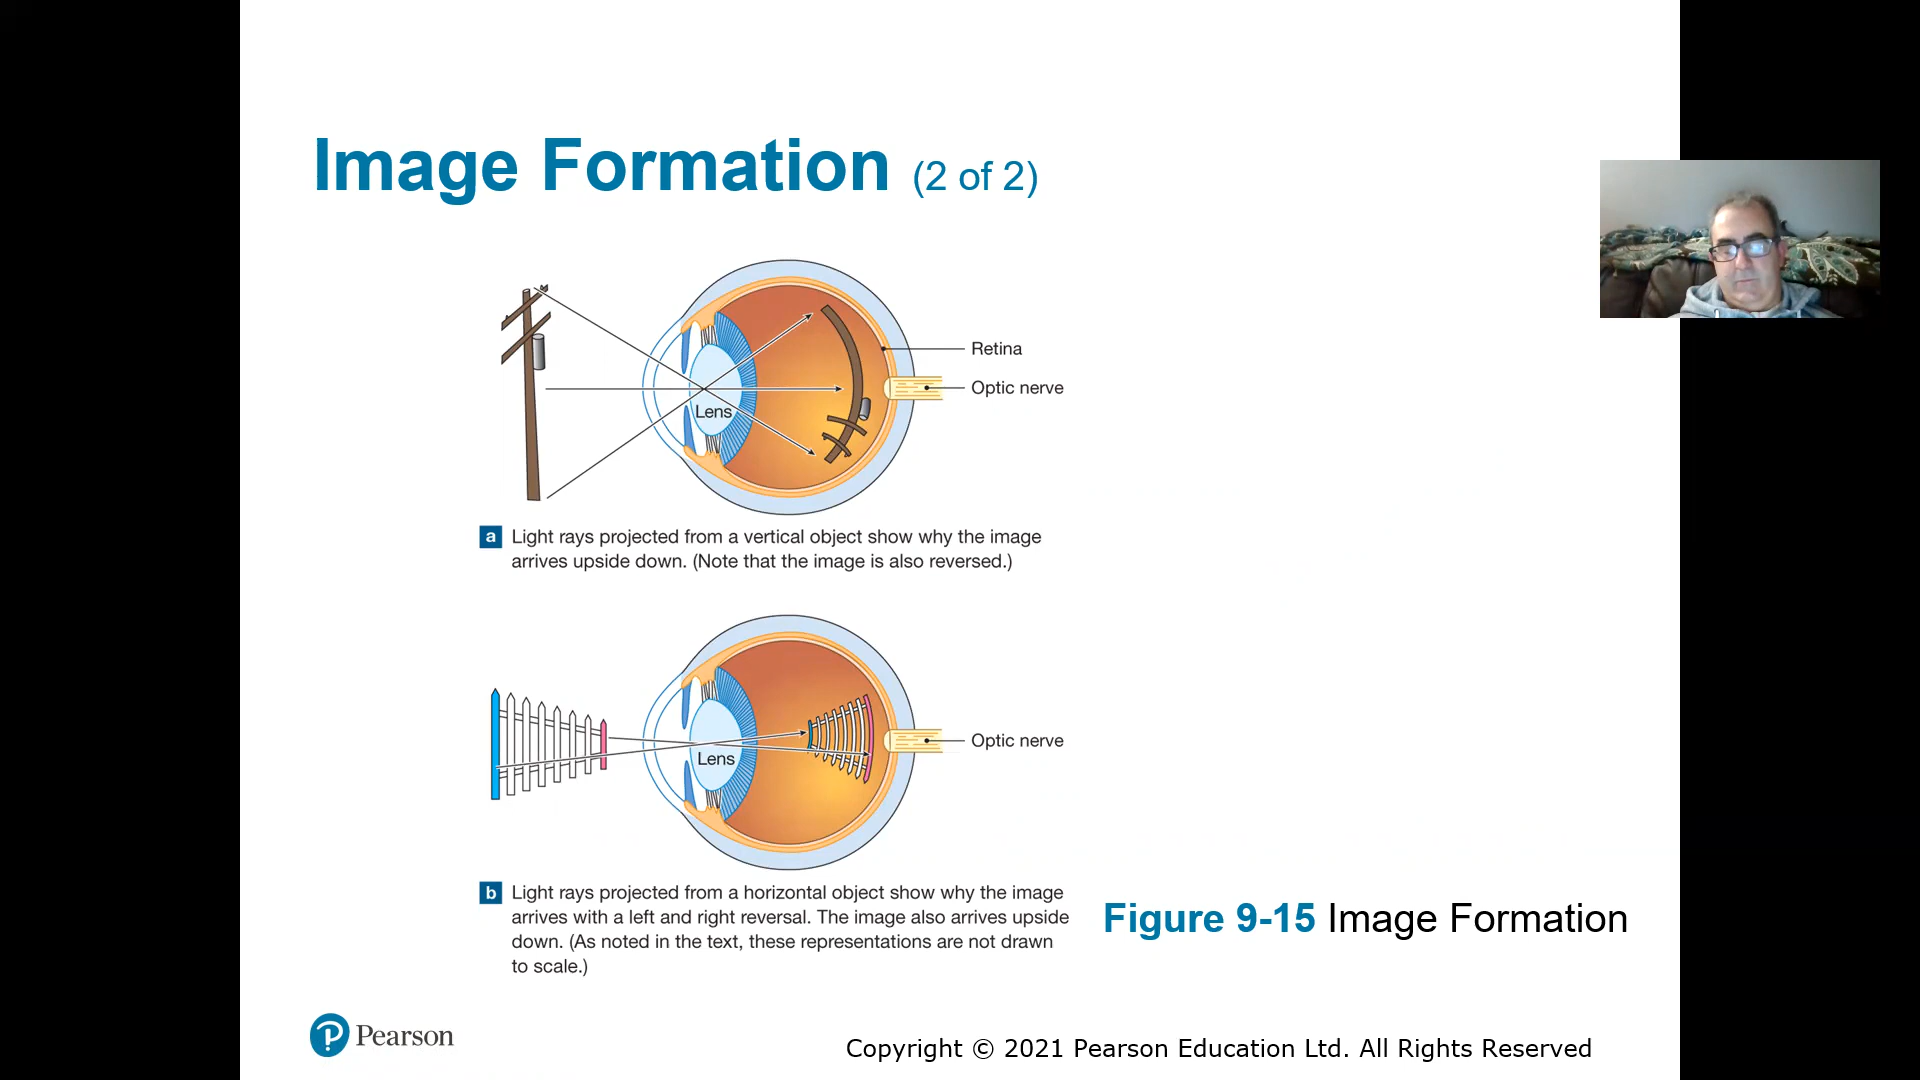 Image Formation (2 of 2)
Retina
Optic nerve
Lens
a Light rays projected from a vertical object show why the image
arrives upside down. (Note that the image is also reversed.)
Optic nerve
Lens
b Light rays projected from a horizontal object show why the image
arrives with a left and right reversal. The image also arrives upside
down. (As noted in the text, these representations are not drawn
to scale.)
Figure 9-15 Image Formation
P Pearson
Copyright © 2021 Pearson Education Ltd. All Rights Reserved